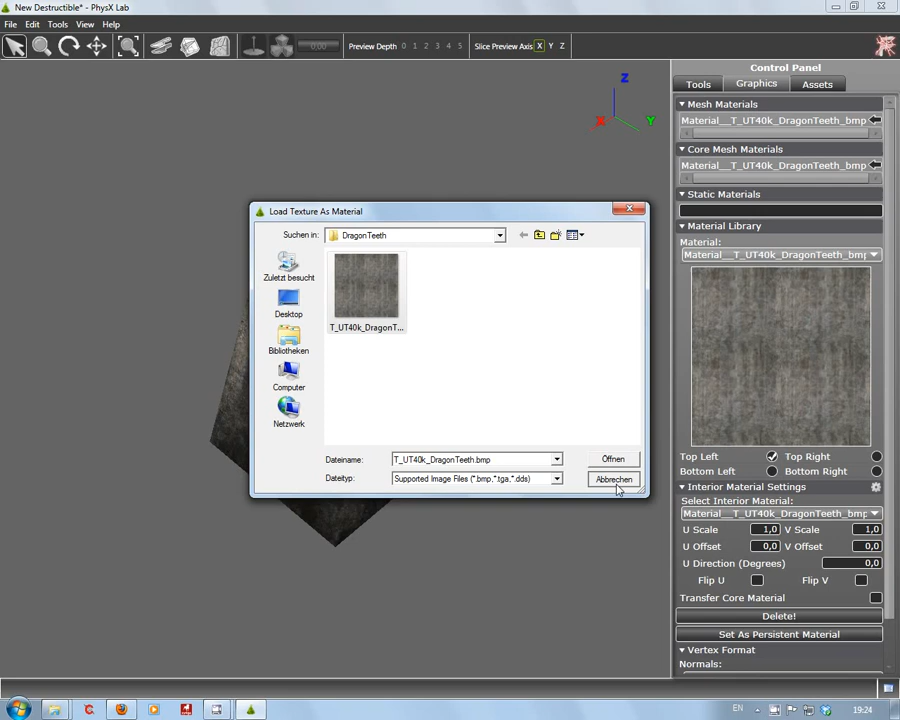 New Destructible* - PhysX Lab
File Edit Tools View Help
0:00
Preview Depth 0 1 2 3 4 5
Slice Preview Axis X Y Z
Control Panel
Tools Graphics Assets
Mesh Materials
Material__T_UT40k_DragonTeeth_bmp
Core Mesh Materials
Material__T_UT40k_DragonTeeth_bmp
Static Materials
Material Library
Material:
Material__T_UT40k_DragonTeeth_bmp
Top Left Top Right
Bottom Left Bottom Right
Interior Material Settings
Select Interior Material:
Material__T_UT40k_DragonTeeth_bmp
U Scale 1,0 V Scale 1,0
U Offset 0,0 V Offset 0,0
U Direction (Degrees) 0,0
Flip U Flip V
Transfer Core Material
Delete!
Set As Persistent Material
Vertex Format
Normals:
Z
X Y
Load Texture As Material
Suchen in: DragonTeeth
Zuletzt besucht
Desktop
Bibliotheken
Computer
Netzwerk
T_UT40k_DragonT...
Dateiname: T_UT40k_DragonTeeth.bmp Öffnen
Dateityp: Supported Image Files (*.bmp,*.tga,*.dds) Abbrechen
EN 19:24